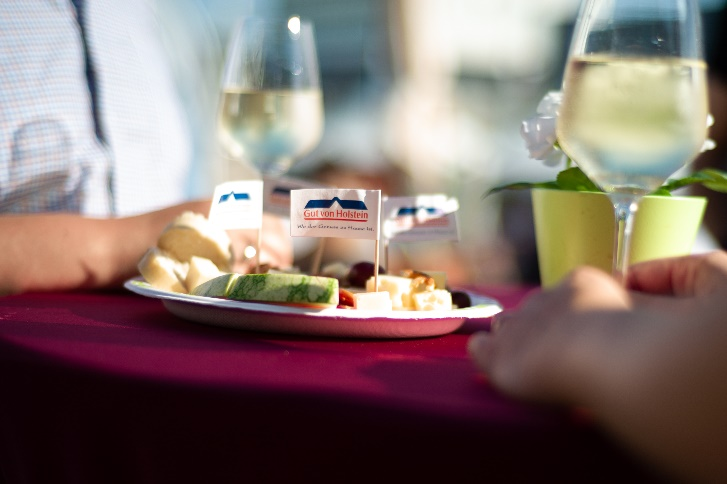 Gut von Holstein
Wo der Genuss zu Hause ist.